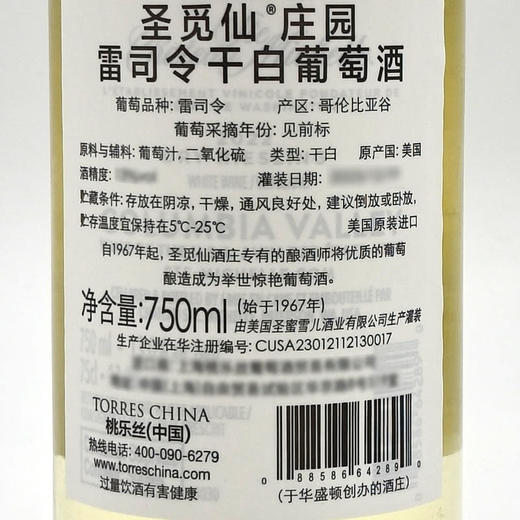 圣觅仙®庄园
雷司令干白葡萄酒
葡萄品种: 雷司令 产区: 哥伦比亚谷
葡萄采摘年份: 见前标
原料与辅料: 葡萄汁, 二氧化硫 类型: 干白 原产国: 美国
酒精度: 灌装日期:
贮藏条件: 存放在阴凉, 干燥, 通风良好处, 建议倒放或卧放,
贮存温度宜保持在5℃-25℃ 美国原装进口
自1967年起, 圣觅仙酒庄专有的酿酒师将优质的葡萄
酿造成为举世惊艳葡萄酒。
净含量:750ml (始于1967年)
由美国圣蜜雪儿酒业有限公司生产灌装
生产企业在华注册编号: CUSA23012112130017
TORRES CHINA
桃乐丝(中国)
热线电话: 400-090-6279
www.torreschina.com
过量饮酒有害健康
0 88586 64289 0
(于华盛顿创办的酒庄)